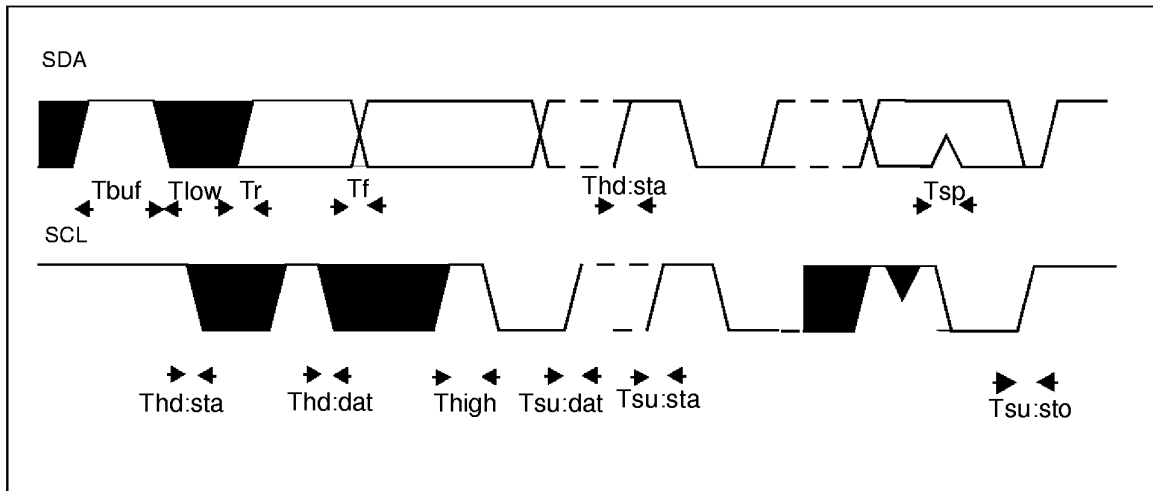 SDA
Tbuf Tlow Tr Tf Thd:sta Tsp
SCL
Thd:sta Thd:dat Thigh Tsu:dat Tsu:sta Tsu:sto